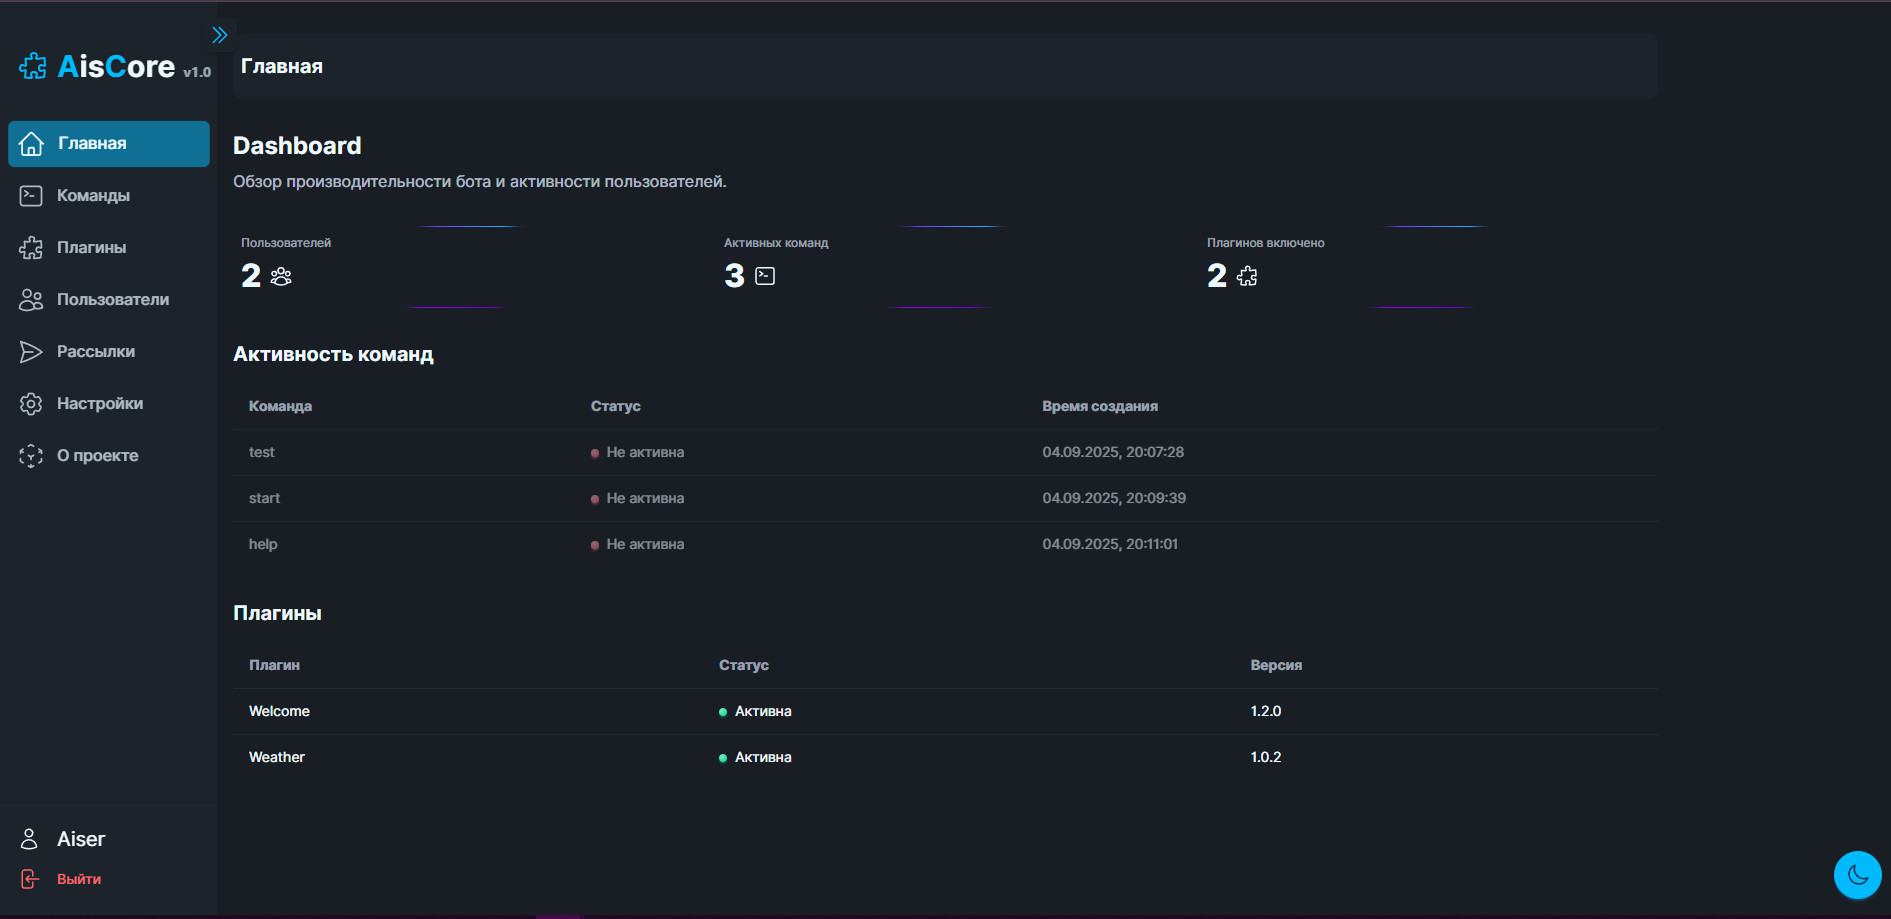 AisCore v1.0
Главная
Команды
Плагины
Пользователи
Рассылки
Настройки
О проекте
Aiser
Выйти
Главная
Dashboard
Обзор производительности бота и активности пользователей.
Пользователей
2
Активных команд
3
Плагинов включено
2
Активность команд
Команда Статус Время создания
test Не активна 04.09.2025, 20:07:28
start Не активна 04.09.2025, 20:09:39
help Не активна 04.09.2025, 20:11:01
Плагины
Плагин Статус Версия
Welcome Активна 1.2.0
Weather Активна 1.0.2